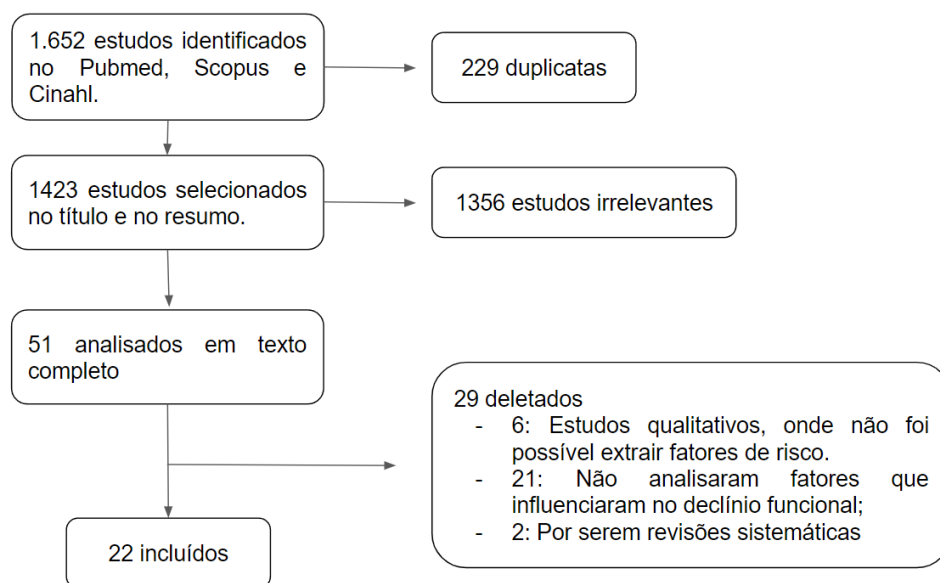 1.652 estudos identificados
no Pubmed, Scopus e
Cinahl.
229 duplicatas
1423 estudos selecionados
no título e no resumo.
1356 estudos irrelevantes
51 analisados em texto
completo
29 deletados
- 6: Estudos qualitativos, onde não foi
possível extrair fatores de risco.
- 21: Não analisaram fatores que
influenciaram no declínio funcional;
- 2: Por serem revisões sistemáticas
22 incluídos